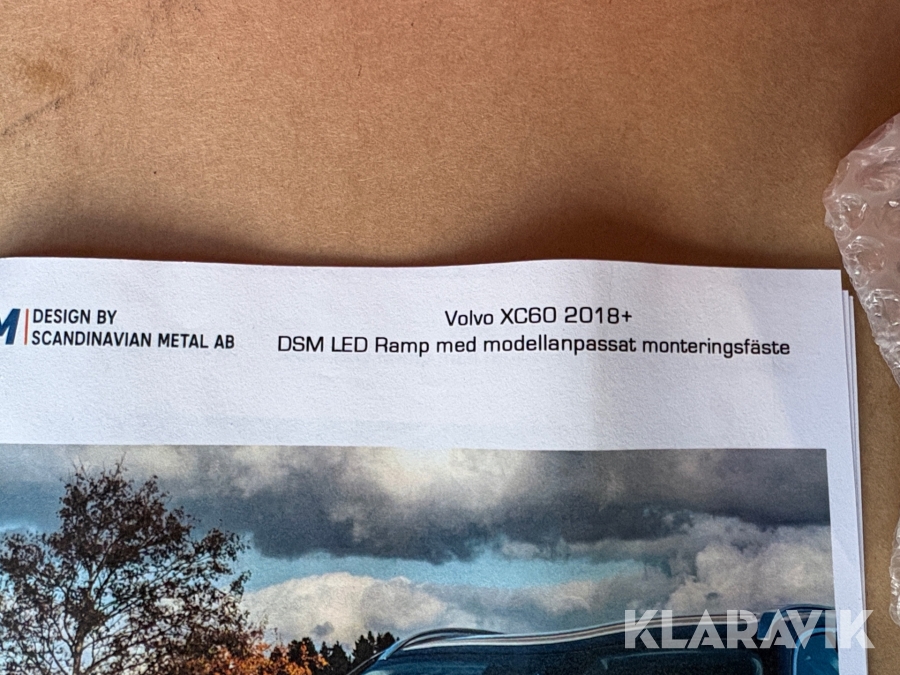 M
DESIGN BY
SCANDINAVIAN METAL AB
Volvo XC60 2018+
DSM LED Ramp med modellanpassat monteringsfäste
KLARAVIK